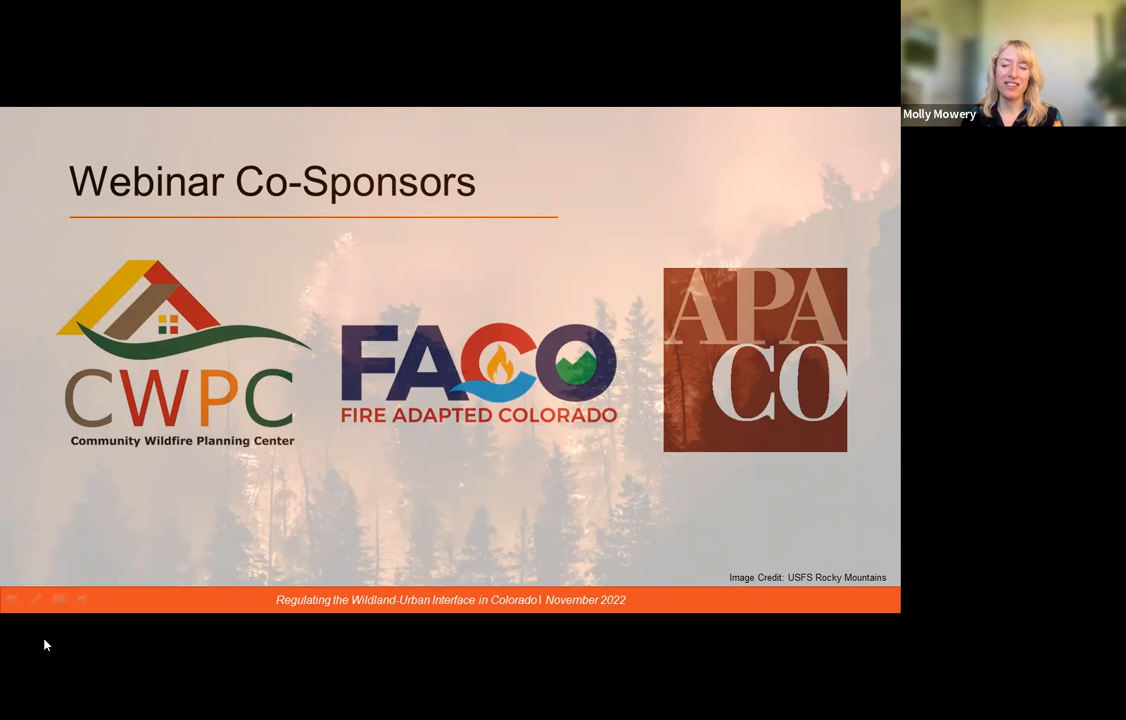 Molly Mowery
Webinar Co-Sponsors
CWPC
Community Wildfire Planning Center
FACO
FIRE ADAPTED COLORADO
APA
CO
Image Credit: USFS Rocky Mountains
Regulating the Wildland-Urban Interface in Colorado | November 2022